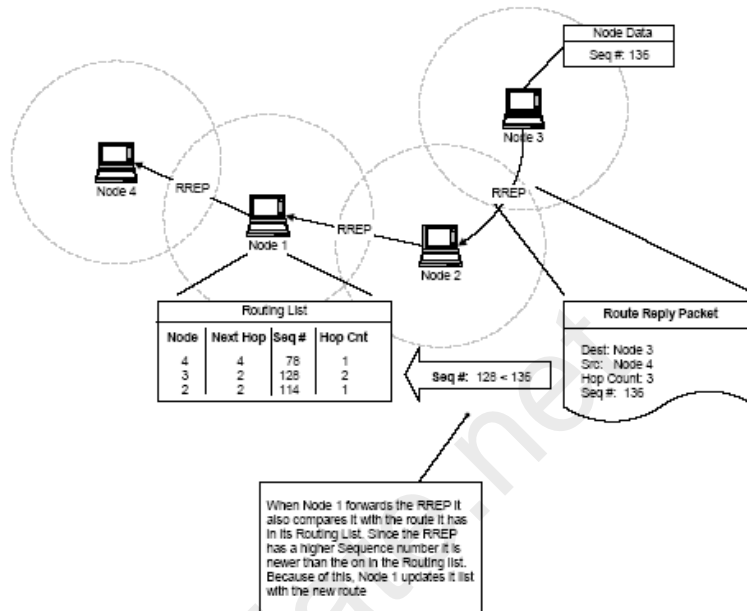 Node Data
Seq #: 136
Node 3
Node 4
RREP
RREP
Node 1
RREP
Node 2
Routing List
Node Next Hop Seq # Hop Cnt
4 4 78 1
3 2 128 2
2 2 114 1
Seq #: 128 < 136
Route Reply Packet
Dest: Node 3
Src: Node 4
Hop Count: 3
Seq #: 136
When Node 1 forwards the RREP it
also compares it with the route it has
in its Routing List. Since the RREP
has a higher Sequence number it is
newer than the on in the Routing list.
Because of this, Node 1 updates it list
with the new route